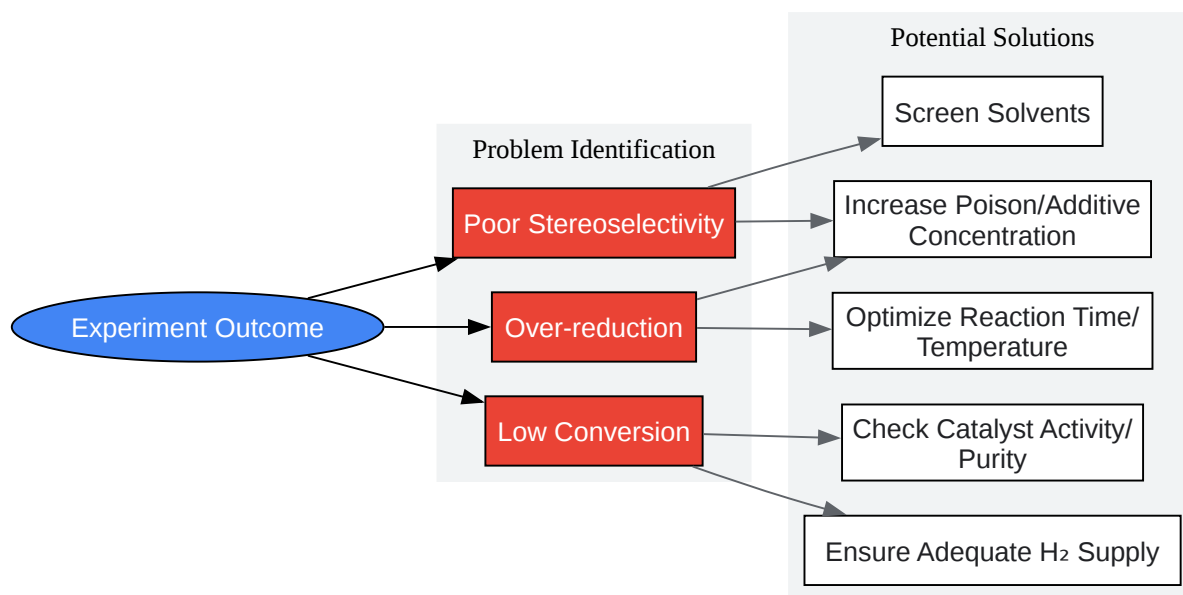 Potential Solutions
Screen Solvents
Problem Identification
Poor Stereoselectivity
Increase Poison/Additive
Concentration
Experiment Outcome
Over-reduction
Optimize Reaction Time/
Temperature
Low Conversion
Check Catalyst Activity/
Purity
Ensure Adequate H₂ Supply